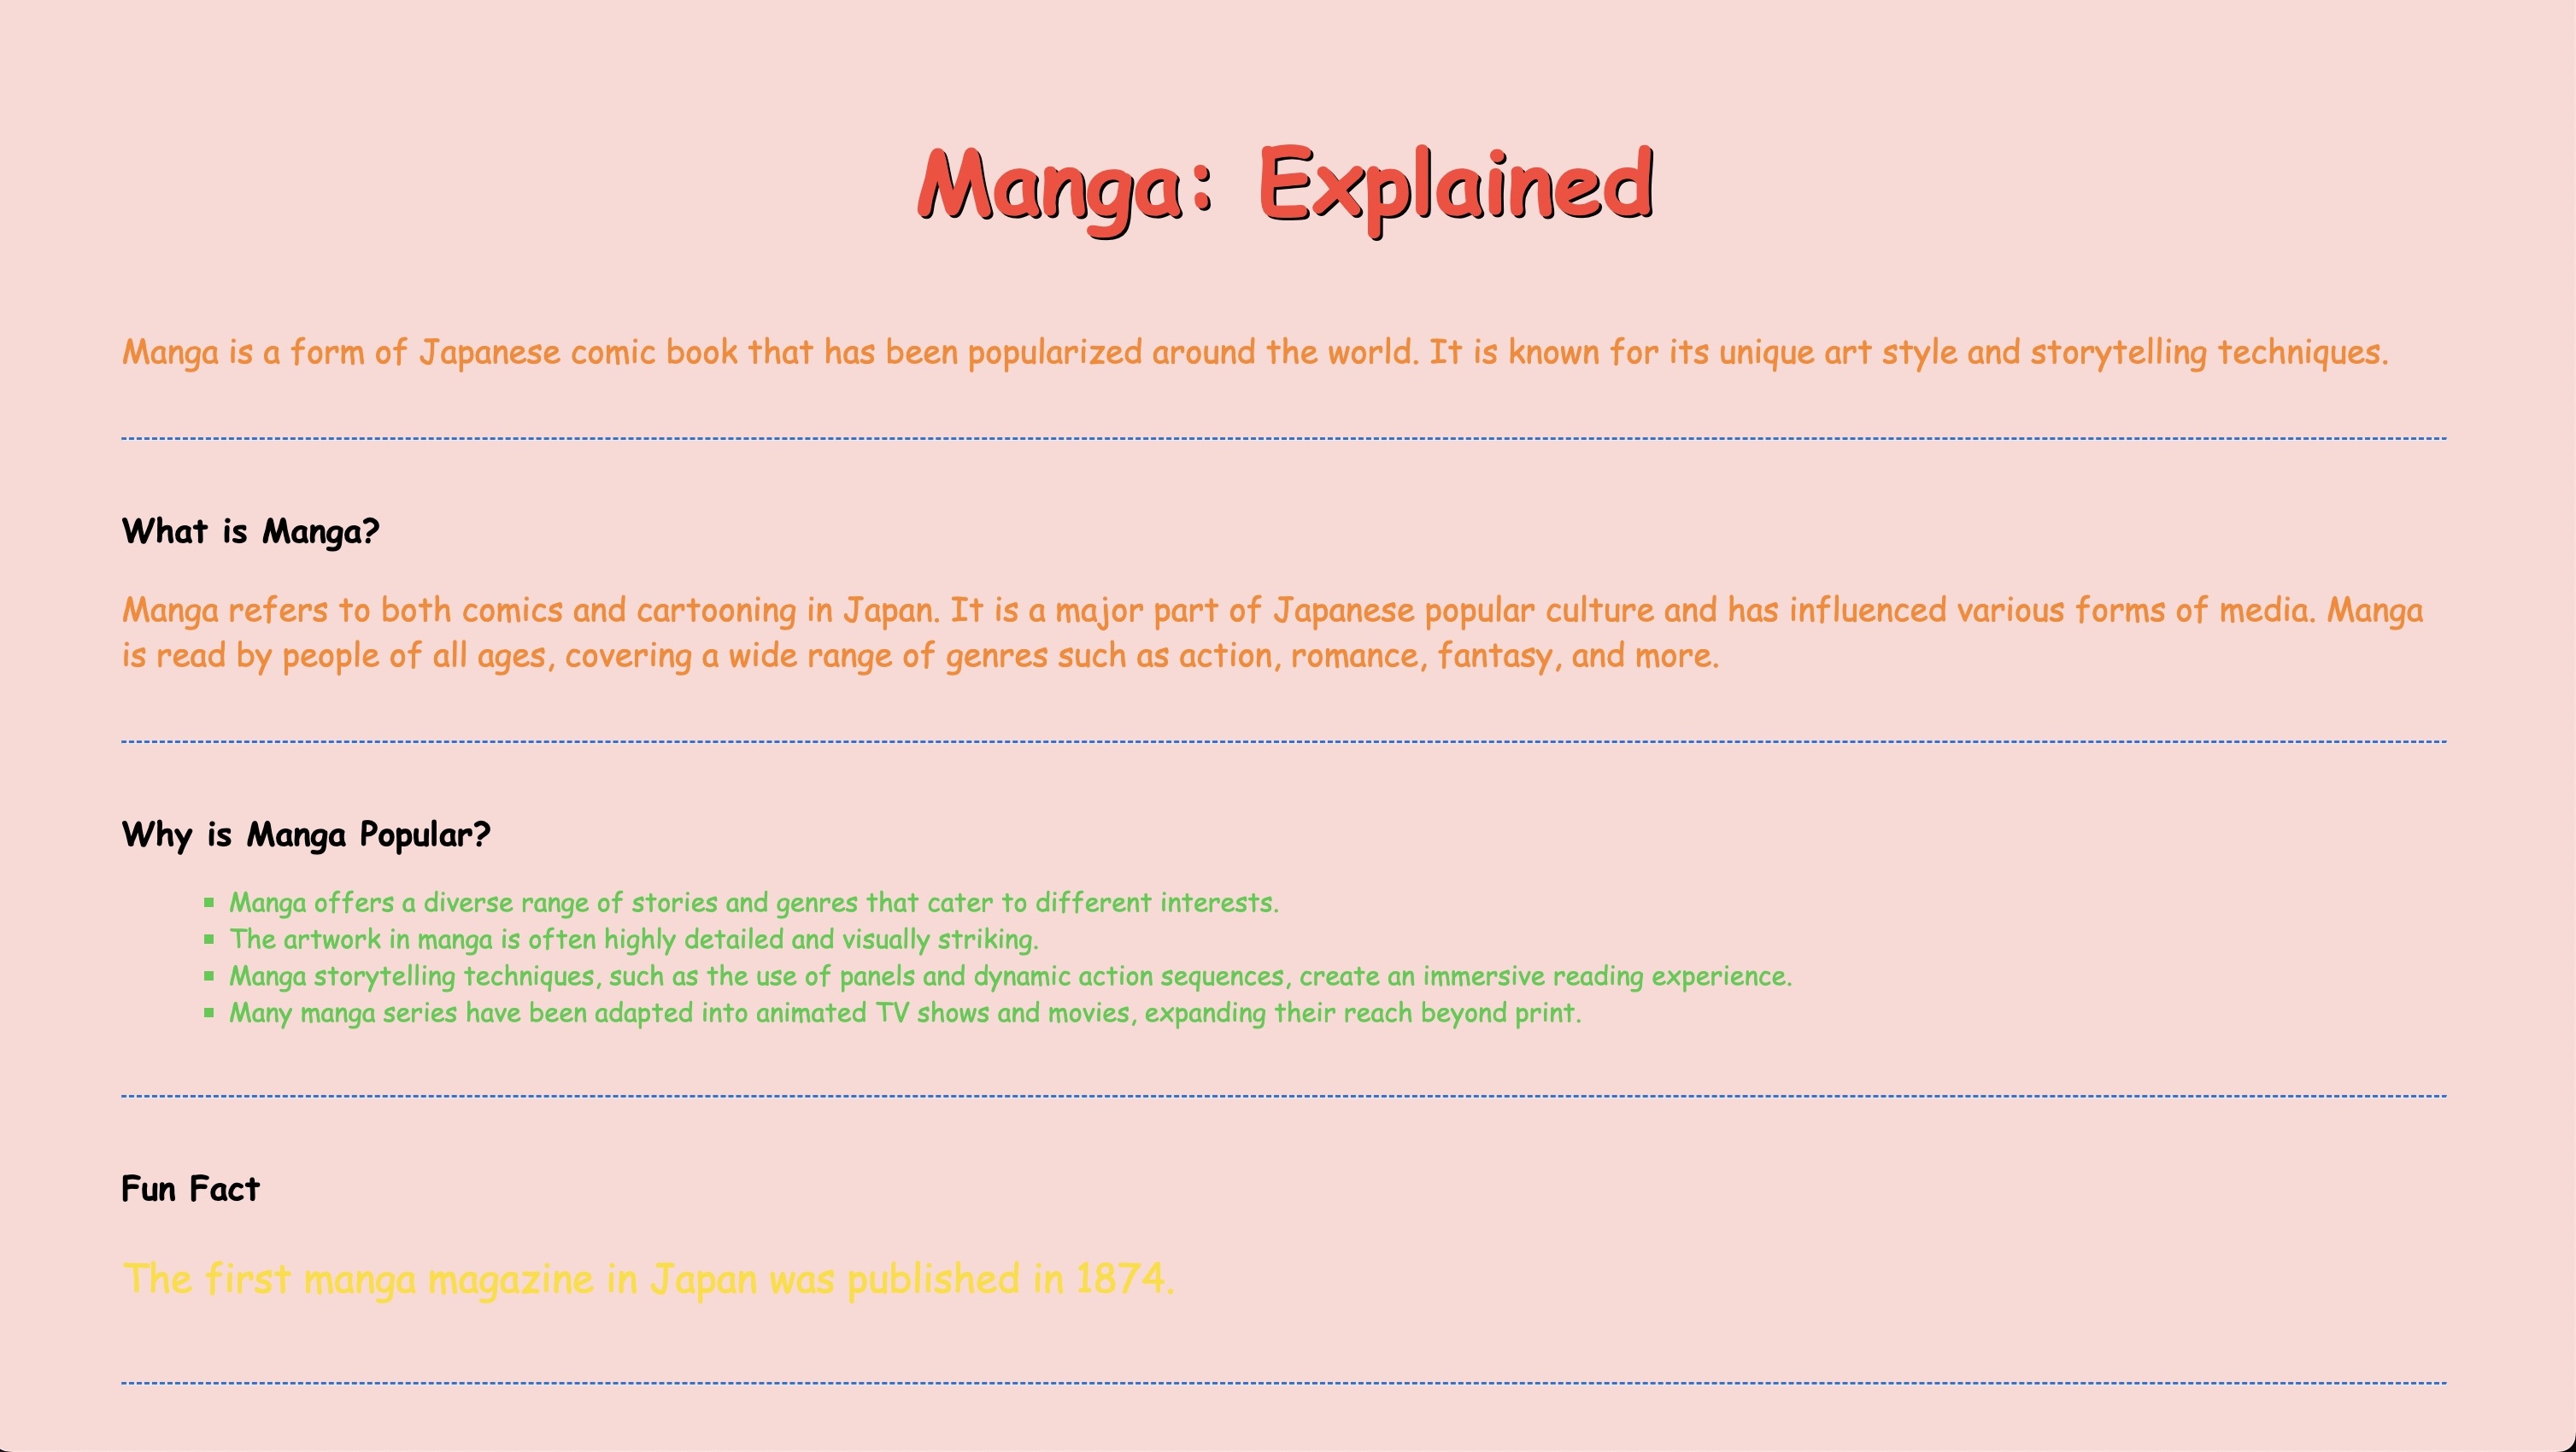 Manga: Explained
Manga is a form of Japanese comic book that has been popularized around the world. It is known for its unique art style and storytelling techniques.
What is Manga?
Manga refers to both comics and cartooning in Japan. It is a major part of Japanese popular culture and has influenced various forms of media. Manga
is read by people of all ages, covering a wide range of genres such as action, romance, fantasy, and more.
Why is Manga Popular?
Manga offers a diverse range of stories and genres that cater to different interests.
The artwork in manga is often highly detailed and visually striking.
Manga storytelling techniques, such as the use of panels and dynamic action sequences, create an immersive reading experience.
Many manga series have been adapted into animated TV shows and movies, expanding their reach beyond print.
Fun Fact
The first manga magazine in Japan was published in 1874.